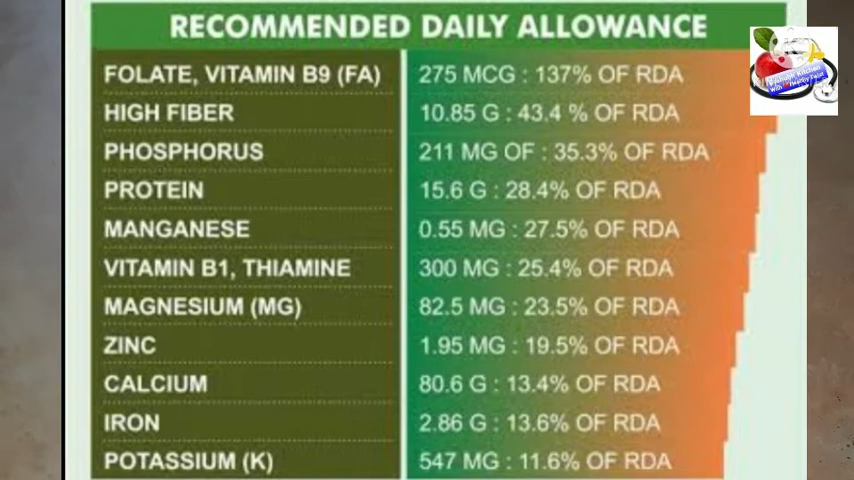 RECOMMENDED DAILY ALLOWANCE
FOLATE, VITAMIN B9 (FA) 275 MCG : 137% OF RDA
HIGH FIBER 10.85 G : 43.4 % OF RDA
PHOSPHORUS 211 MG OF : 35.3% OF RDA
PROTEIN 15.6 G : 28.4% OF RDA
MANGANESE 0.55 MG : 27.5% OF RDA
VITAMIN B1, THIAMINE 300 MG : 25.4% OF RDA
MAGNESIUM (MG) 82.5 MG : 23.5% OF RDA
ZINC 1.95 MG : 19.5% OF RDA
CALCIUM 80.6 G : 13.4% OF RDA
IRON 2.86 G : 13.6% OF RDA
POTASSIUM (K) 547 MG : 11.6% OF RDA
Kitchen
With Healthy Twist